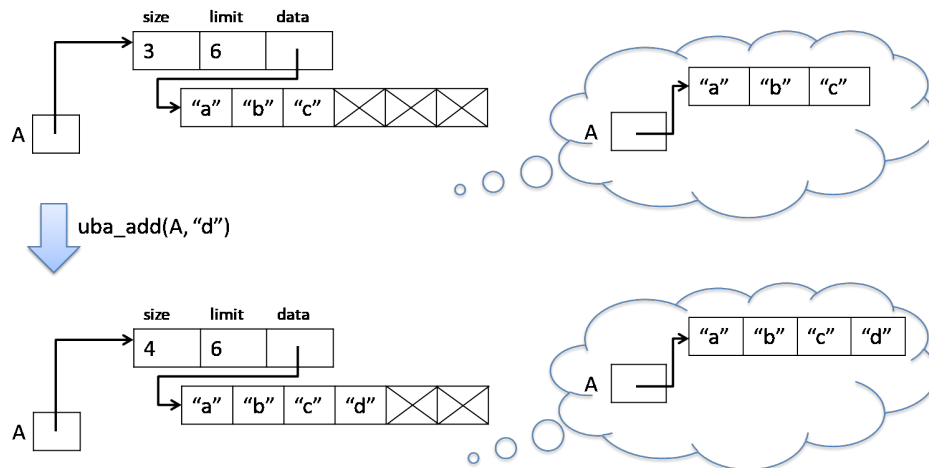 size limit data
3 6
"a" "b" "c"
A
"a" "b" "c"
A
uba_add(A, "d")
size limit data
4 6
"a" "b" "c" "d"
A
"a" "b" "c" "d"
A